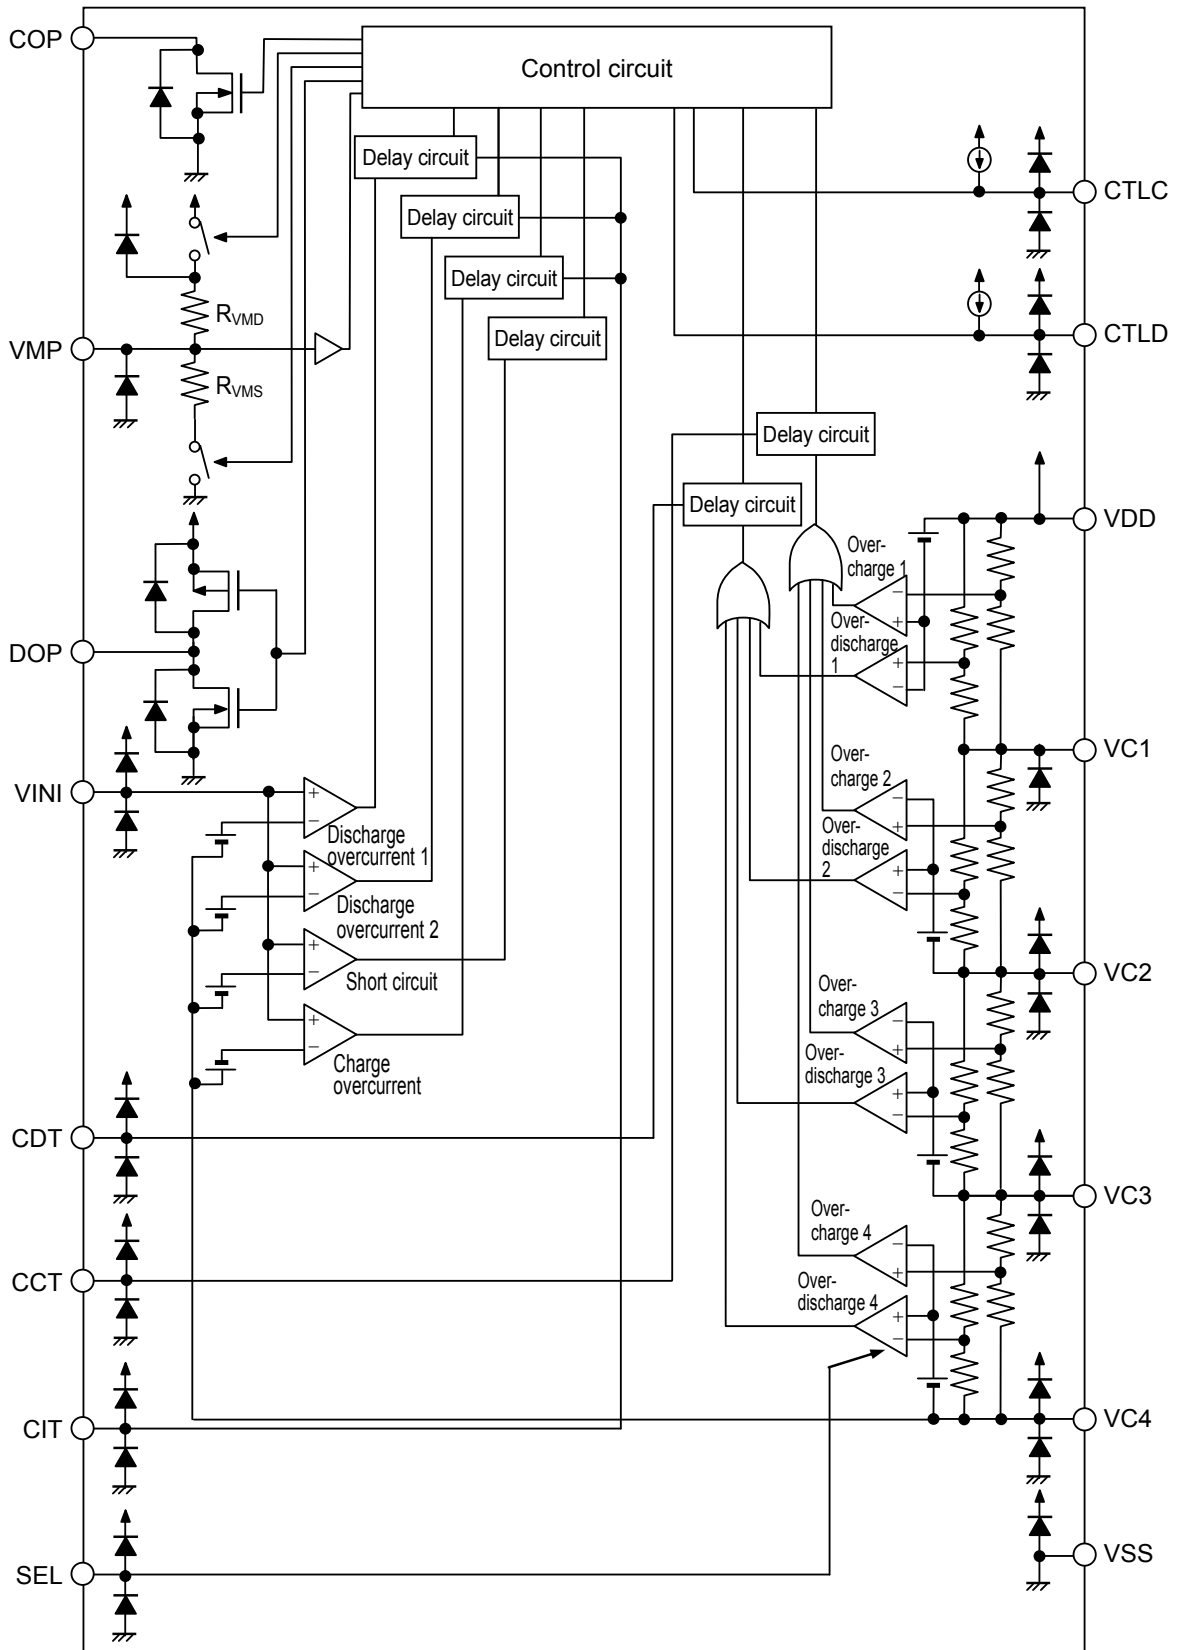 COP
Control circuit
Delay circuit
CTLC
Delay circuit
Delay circuit
RVMD
Delay circuit
VMP
CTLD
RVMS
Delay circuit
Delay circuit
VDD
Over-
charge 1
−
+
Over-
discharge
1
+
−
DOP
VC1
VINI
+
−
Discharge
overcurrent 1
Over-
charge 2
−
+
Over-
discharge
2
+
−
+
−
Discharge
overcurrent 2
+
−
Short circuit
VC2
Over-
charge 3
−
+
+
−
Charge
overcurrent
Over-
discharge 3
+
−
CDT
VC3
Over-
charge 4
−
+
CCT
Over-
discharge 4
+
−
CIT
VC4
SEL
VSS